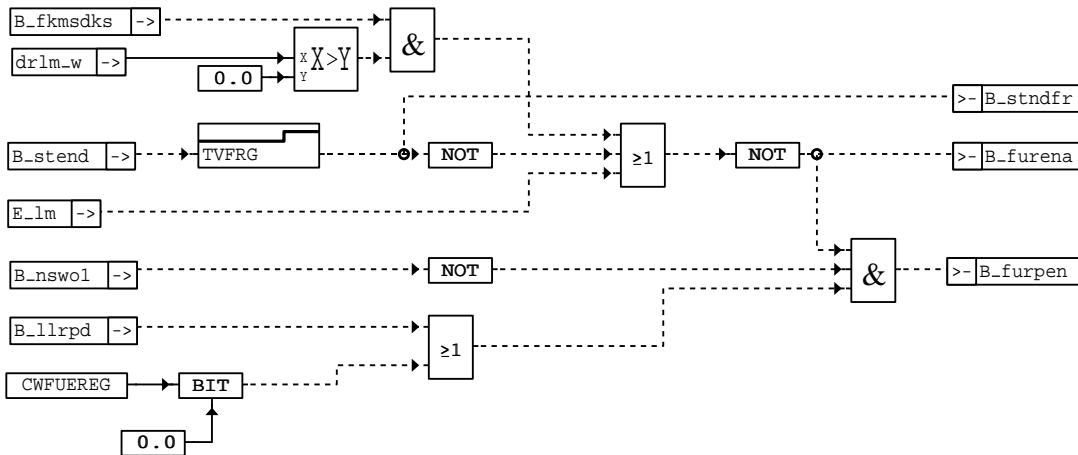 B_fkmsdks ->
drlm_w ->
X X>Y
Y
0.0
&
>- B_stndfr
B_stend ->
TVFRG
NOT
≥1
NOT
>- B_furena
E_lm ->
B_nswo1 ->
NOT
&
>- B_furpen
B_llrpd ->
≥1
CWFUEREG
BIT
0.0